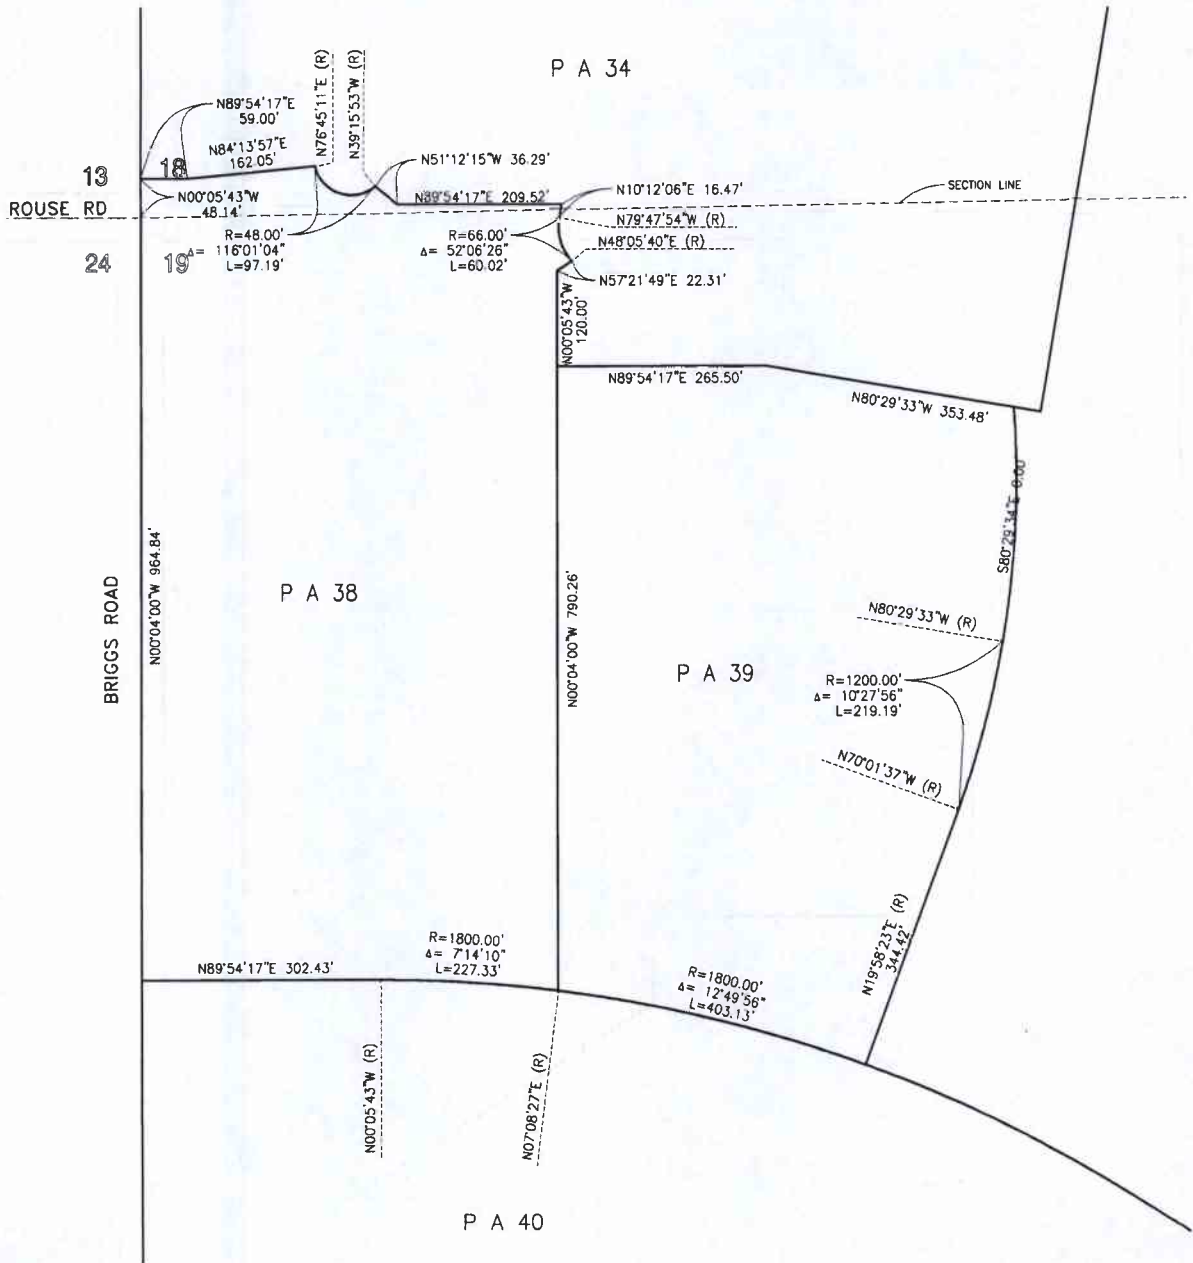 P A 34
N89°54'17"E
59.00'
N84°13'57"E
162.05'
N76°45'11"E (R)
N39°15'53"W (R)
N51°12'15"W 36.29'
13
18
N00°05'43"W
48.14'
N89°54'17"E 209.52'
N10°12'06"E 16.47'
SECTION LINE
ROUSE RD
N79°47'54"W (R)
R=48.00'
Δ= 116°01'04"
L=97.19'
R=66.00'
Δ= 52°06'26"
L=60.02'
N48°05'40"E (R)
24
19
N57°21'49"E 22.31'
N00°05'43"W
120.00'
N89°54'17"E 265.50'
N80°29'33"W 353.48'
S80°29'34"E 0.00'
BRIGGS ROAD
N00°04'00"W 964.84'
P A 38
N00°04'00"W 790.26'
N80°29'33"W (R)
P A 39
R=1200.00'
Δ= 10°27'56"
L=219.19'
N70°01'37"W (R)
N19°58'23"E (R)
344.42'
N89°54'17"E 302.43'
R=1800.00'
Δ= 7°14'10"
L=227.33'
R=1800.00'
Δ= 12°49'56"
L=403.13'
N00°05'43"W (R)
N07°08'27"E (R)
P A 40